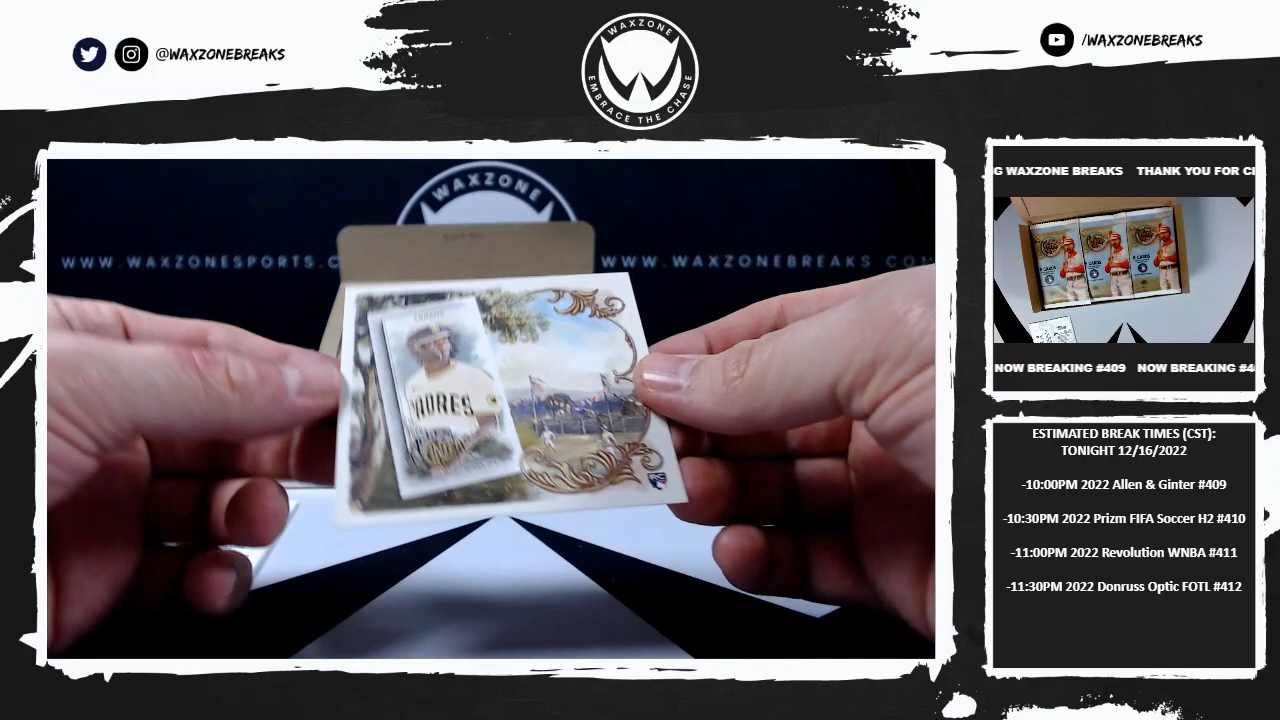 @WAXZONEBREAKS
WAXZONE
EMBRACE THE CHASE
/WAXZONEBREAKS
WAXZONE
WWW.WAXZONESPORTS.C
WWW.WAXZONEBREAKS.COM
G WAXZONE BREAKS THANK YOU FOR
NOW BREAKING #409 NOW BREAKING
ESTIMATED BREAK TIMES (CST):
TONIGHT 12/16/2022
-10:00PM 2022 Allen & Ginter #409
-10:30PM 2022 Prizm FIFA Soccer H2 #410
-11:00PM 2022 Revolution WNBA #411
-11:30PM 2022 Donruss Optic FOTL #412